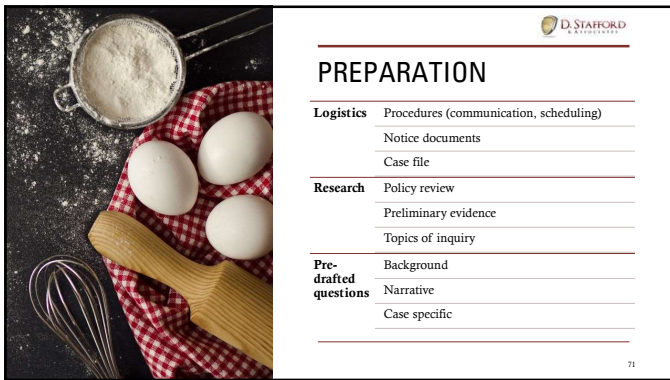 D. STAFFORD
& ASSOCIATES
PREPARATION
Logistics Procedures (communication, scheduling)
Notice documents
Case file
Research Policy review
Preliminary evidence
Topics of inquiry
Pre- Background
drafted
questions Narrative
Case specific
71